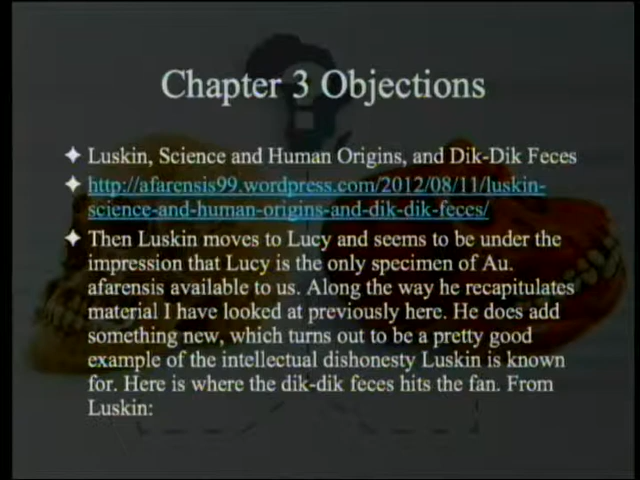 Chapter 3 Objections
Luskin, Science and Human Origins, and Dik-Dik Feces
http://afarensis99.wordpress.com/2012/08/11/luskin-
science-and-human-origins-and-dik-dik-feces/
Then Luskin moves to Lucy and seems to be under the
impression that Lucy is the only specimen of Au.
afarensis available to us. Along the way he recapitulates
material I have looked at previously here. He does add
something new, which turns out to be a pretty good
example of the intellectual dishonesty Luskin is known
for. Here is where the dik-dik feces hits the fan. From
Luskin: